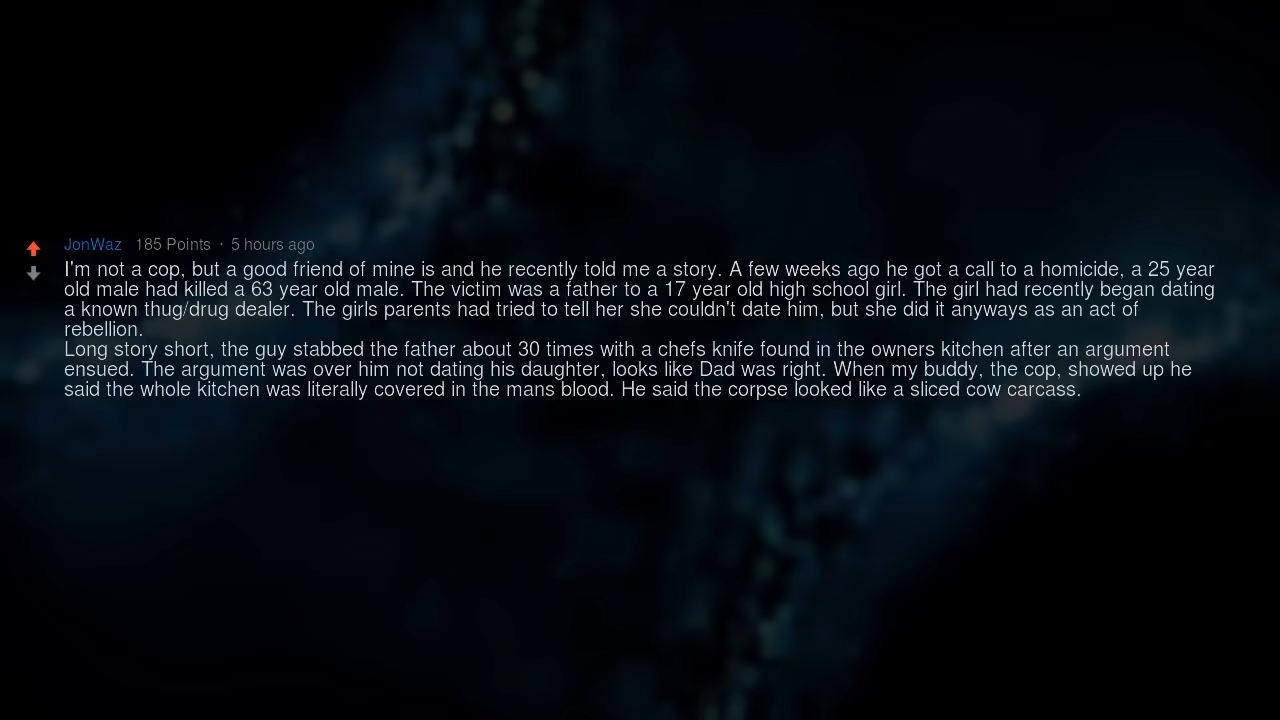 JonWaz 185 Points · 5 hours ago
I'm not a cop, but a good friend of mine is and he recently told me a story. A few weeks ago he got a call to a homicide, a 25 year
old male had killed a 63 year old male. The victim was a father to a 17 year old high school girl. The girl had recently began dating
a known thug/drug dealer. The girls parents had tried to tell her she couldn't date him, but she did it anyways as an act of
rebellion.
Long story short, the guy stabbed the father about 30 times with a chefs knife found in the owners kitchen after an argument
ensued. The argument was over him not dating his daughter, looks like Dad was right. When my buddy, the cop, showed up he
said the whole kitchen was literally covered in the mans blood. He said the corpse looked like a sliced cow carcass.